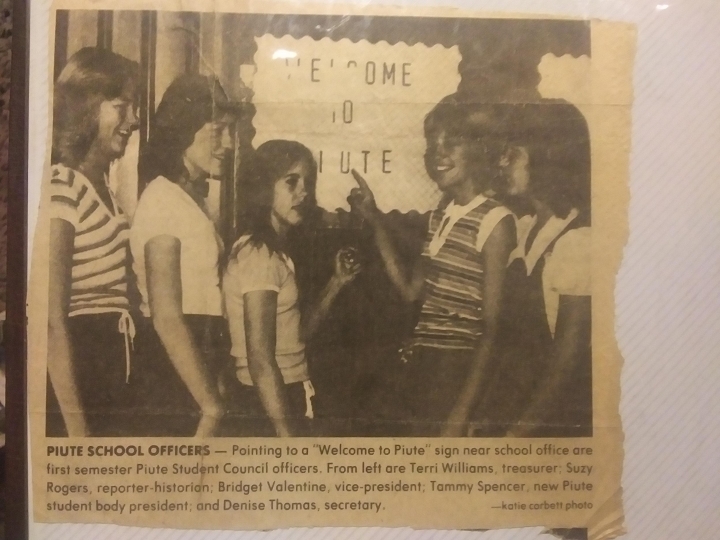 WELCOME
TO
IUTE
PIUTE SCHOOL OFFICERS — Pointing to a "Welcome to Piute" sign near school office are
first semester Piute Student Council officers. From left are Terri Williams, treasurer; Suzy
Rogers, reporter-historian; Bridget Valentine, vice-president; Tammy Spencer, new Piute
student body president; and Denise Thomas, secretary.
—katie corbett photo